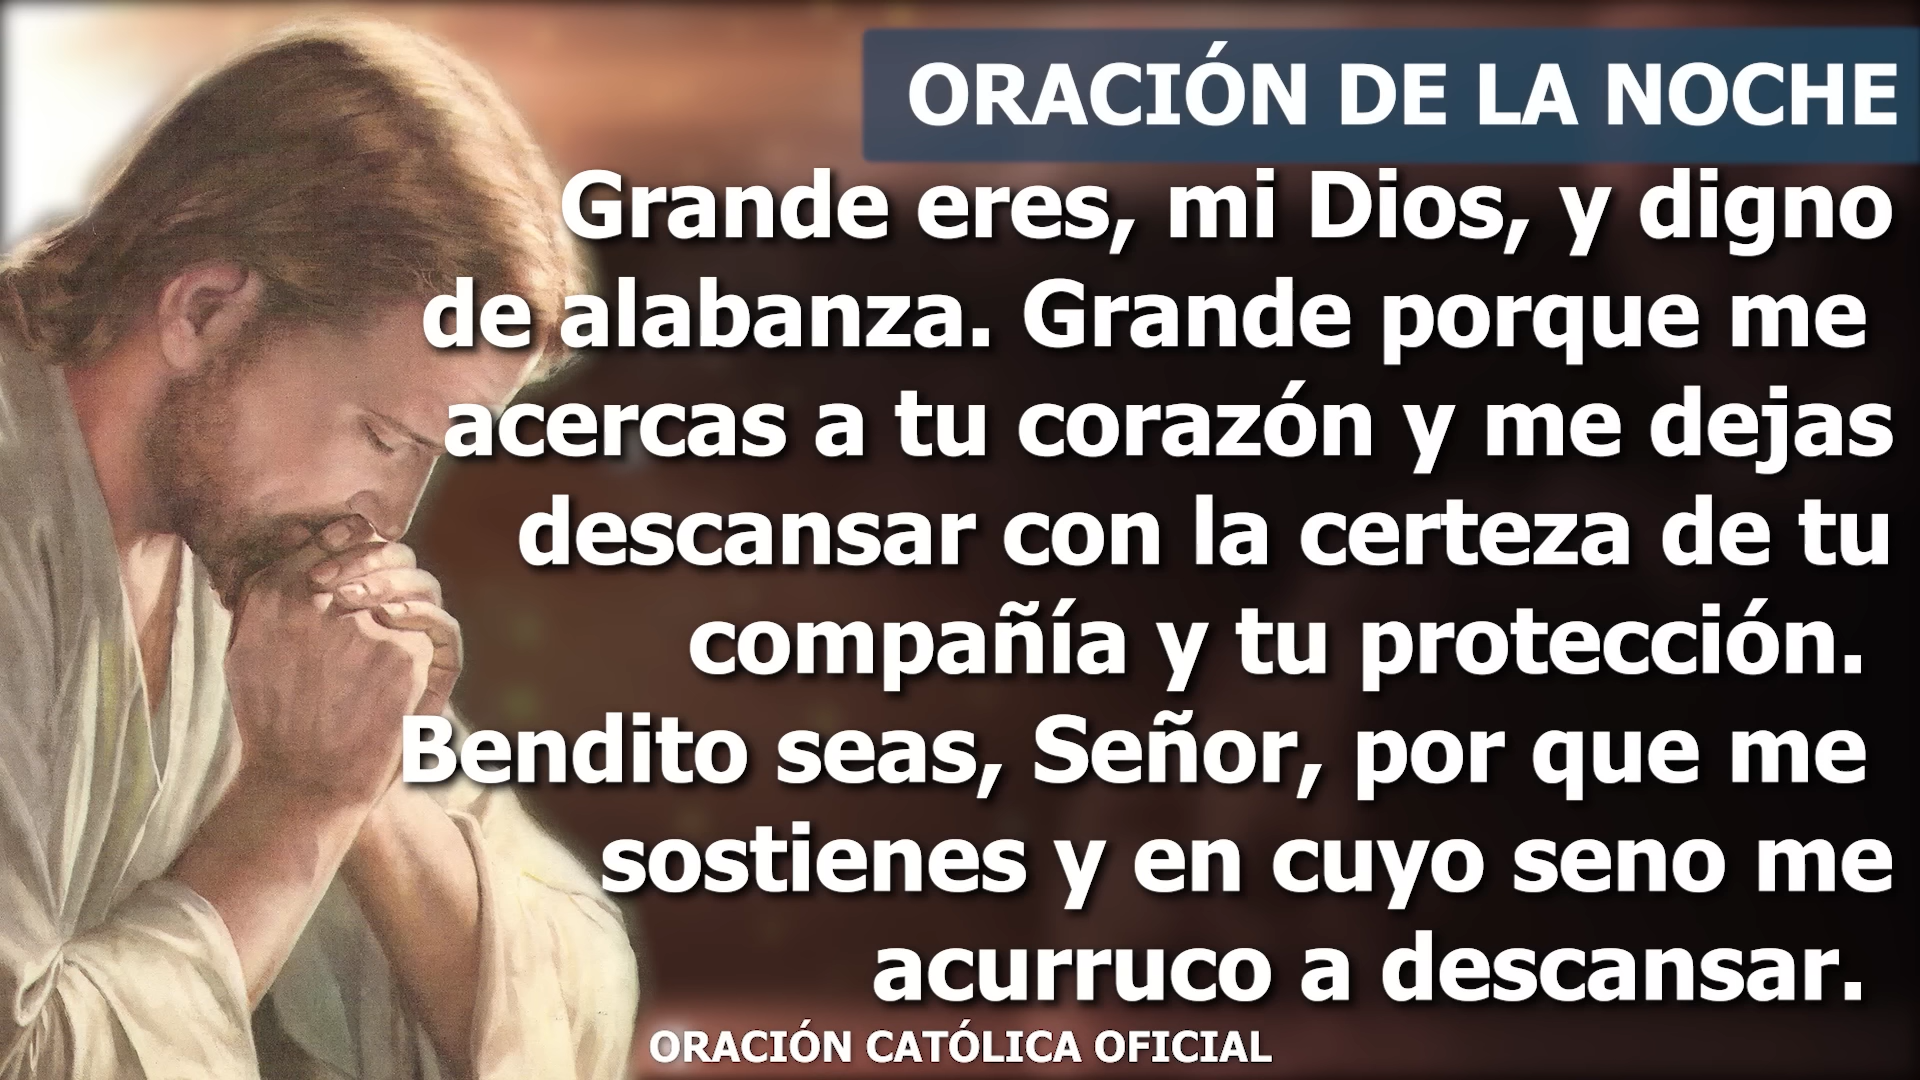 ORACIÓN DE LA NOCHE
Grande eres, mi Dios, y digno
de alabanza. Grande porque me
acercas a tu corazón y me dejas
descansar con la certeza de tu
compañía y tu protección.
Bendito seas, Señor, por que me
sostienes y en cuyo seno me
acurruco a descansar.
ORACIÓN CATÓLICA OFICIAL